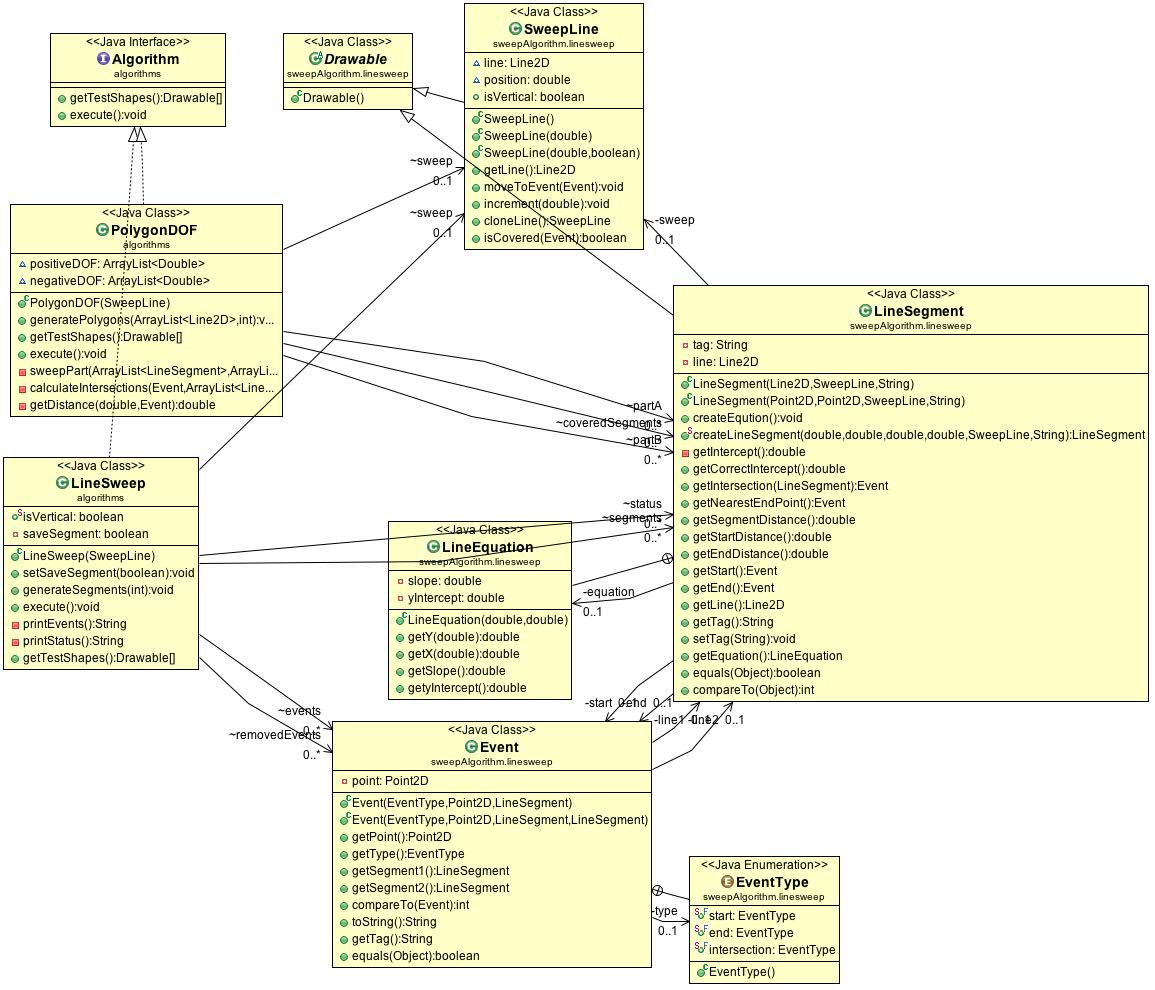 <<Java Interface>>
Algorithm
algorithms
getTestShapes():Drawable[]
execute():void
<<Java Class>>
Drawable
sweepAlgorithm.linesweep
Drawable()
<<Java Class>>
SweepLine
sweepAlgorithm.linesweep
line: Line2D
position: double
isVertical: boolean
SweepLine()
SweepLine(double)
SweepLine(double,boolean)
getLine():Line2D
moveToEvent(Event):void
increment(double):void
cloneLine():SweepLine
isCovered(Event):boolean
~sweep
0..1
~sweep
0..1
-sweep
0..1
<<Java Class>>
PolygonDOF
algorithms
positiveDOF: ArrayList<Double>
negativeDOF: ArrayList<Double>
PolygonDOF(SweepLine)
generatePolygons(ArrayList<Line2D>,int):v...
getTestShapes():Drawable[]
execute():void
sweepPart(ArrayList<LineSegment>,ArrayLi...
calculateIntersections(Event,ArrayList<Line...
getDistance(double,Event):double
<<Java Class>>
LineSegment
sweepAlgorithm.linesweep
tag: String
line: Line2D
LineSegment(Line2D,SweepLine,String)
LineSegment(Point2D,Point2D,SweepLine,String)
createEqution():void
createLineSegment(double,double,double,double,SweepLine,String):LineSegment
getIntercept():double
getCorrectIntercept():double
getIntersection(LineSegment):Event
getNearestEndPoint():Event
getSegmentDistance():double
getStartDistance():double
getEndDistance():double
getStart():Event
getEnd():Event
getLine():Line2D
getTag():String
setTag(String):void
getEquation():LineEquation
equals(Object):boolean
compareTo(Object):int
~partA
~coveredSegments
~partB
0..*
<<Java Class>>
LineSweep
algorithms
isVertical: boolean
saveSegment: boolean
LineSweep(SweepLine)
setSaveSegment(boolean):void
generateSegments(int):void
execute():void
printEvents():String
printStatus():String
getTestShapes():Drawable[]
~status
~segments
0..*
<<Java Class>>
LineEquation
sweepAlgorithm.linesweep
slope: double
yIntercept: double
LineEquation(double,double)
getY(double):double
getX(double):double
getSlope():double
getyIntercept():double
-equation
0..1
~events
0..*
~removedEvents
0..*
-start
-end 0..1
-line1
-line2 0..1
<<Java Class>>
Event
sweepAlgorithm.linesweep
point: Point2D
Event(EventType,Point2D,LineSegment)
Event(EventType,Point2D,LineSegment,LineSegment)
getPoint():Point2D
getType():EventType
getSegment1():LineSegment
getSegment2():LineSegment
compareTo(Event):int
toString():String
getTag():String
equals(Object):boolean
-type
0..1
<<Java Enumeration>>
EventType
sweepAlgorithm.linesweep
start: EventType
end: EventType
intersection: EventType
EventType()